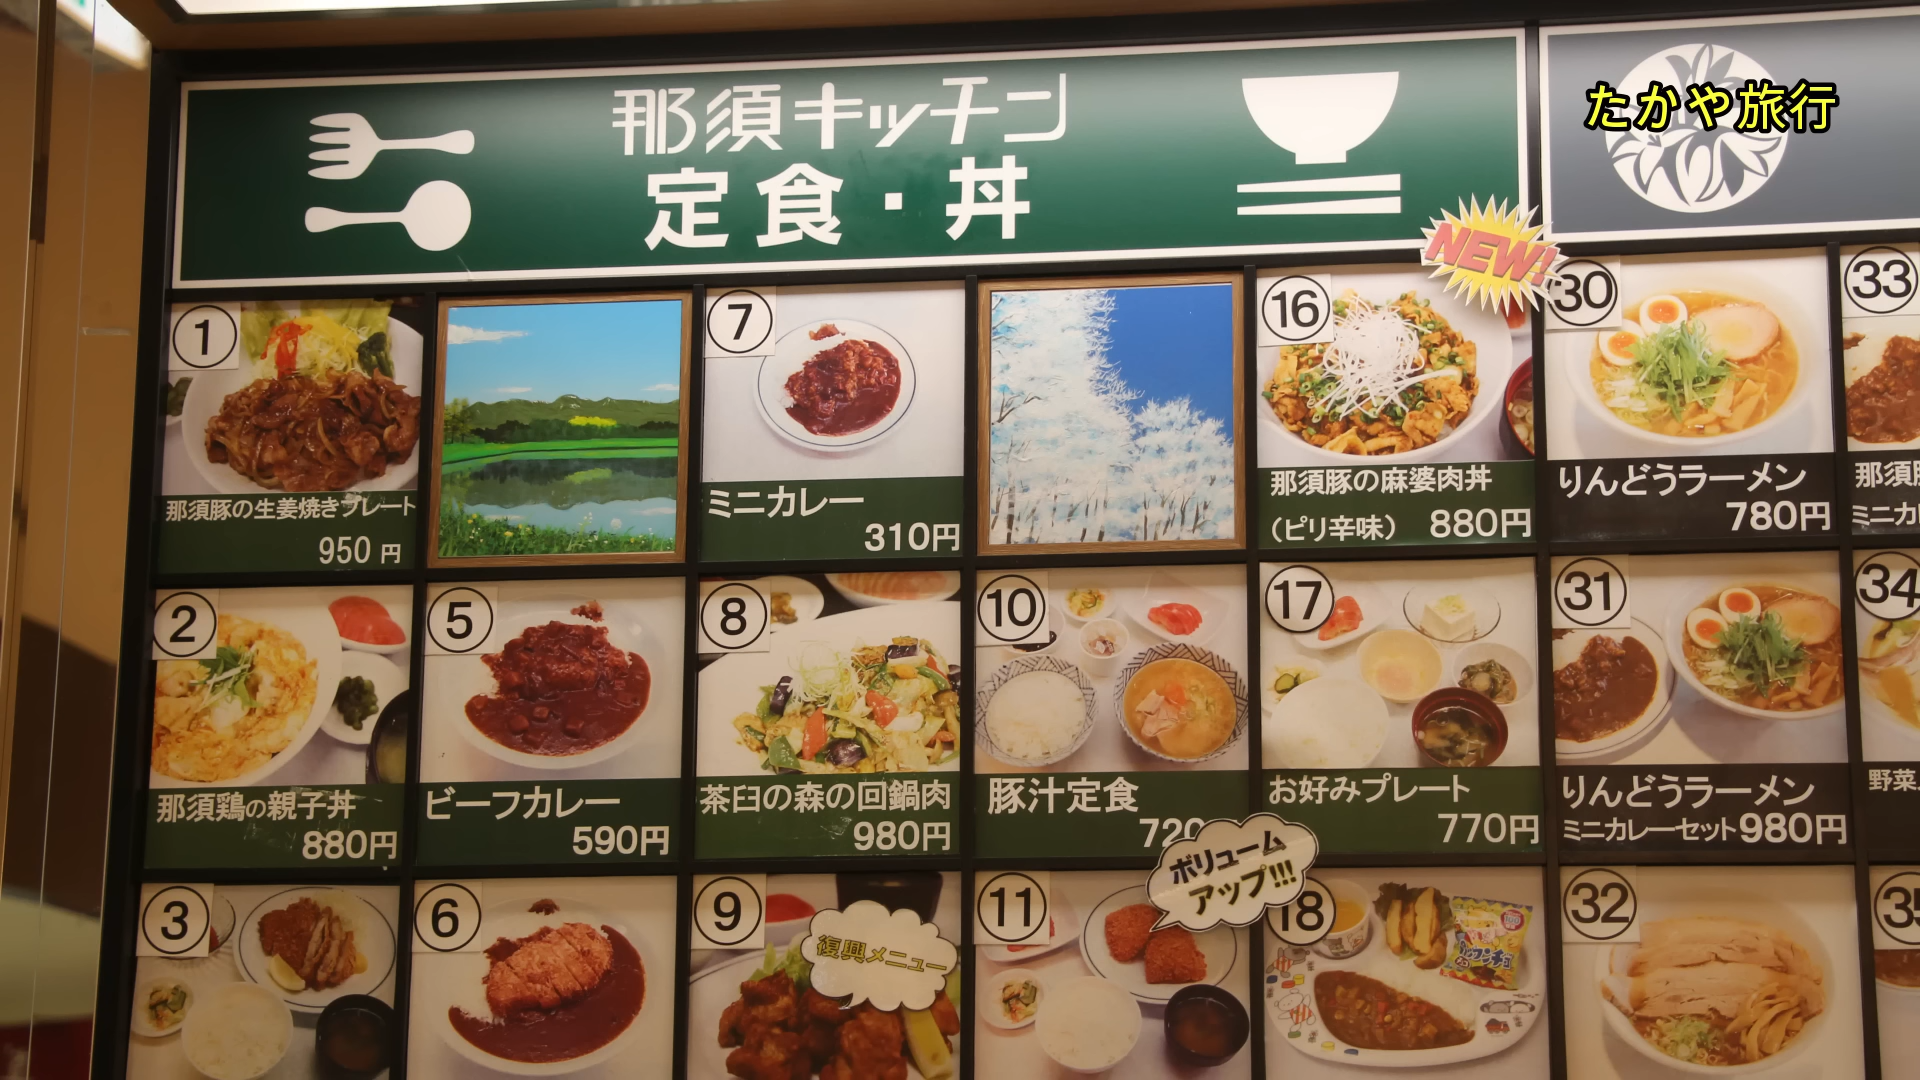 那須キッチン
定食・丼
たかや旅行
NEW!
1
那須豚の生姜焼きプレート
950円
7
ミニカレー
310円
16
那須豚の麻婆肉丼
(ピリ辛味) 880円
30
りんどうラーメン
780円
33
那須
ミニカ
2
那須鶏の親子丼
880円
5
ビーフカレー
590円
8
茶臼の森の回鍋肉
980円
10
豚汁定食
720
17
お好みプレート
770円
31
りんどうラーメン
ミニカレーセット980円
34
野菜
3
6
9
復興メニュー
11
ボリューム
アップ!!!
18
32
35